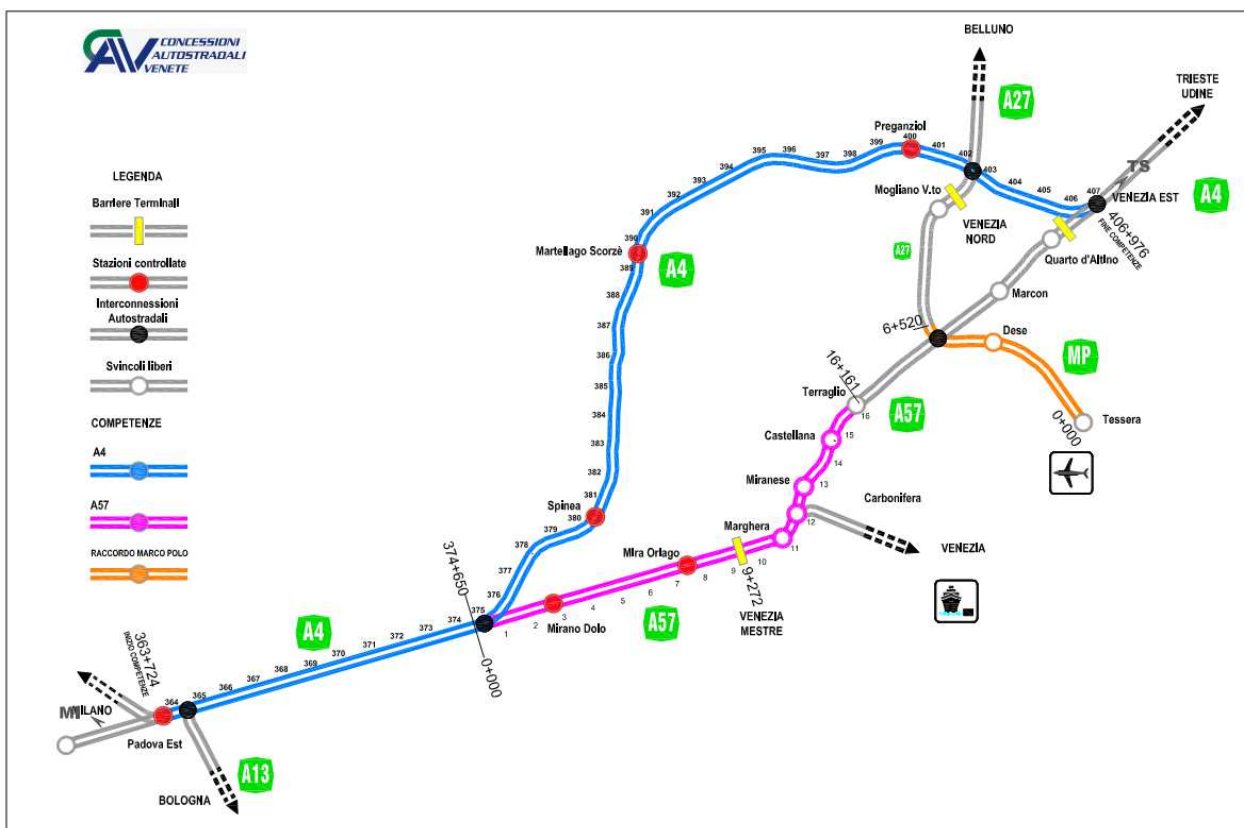 CONCESSIONI
AUTOSTRADALI
VENETE
CAV
LEGENDA
Barriere Terminali
Stazioni controllate
Interconnessioni
Autostradali
Svincoli liberi
COMPETENZE
A4
A57
RACCORDO MARCO POLO
BELLUNO
A27
TRIESTE
UDINE
TS
VENEZIA EST
A4
406+976
FINE COMPETENZE
Preganziol
395
396
397
398
399
400
401
402
403
404
405
406
407
Mogliano V.to
VENEZIA
NORD
A27
Quarto d'Altino
Marcon
394
393
392
391
390
389
Martellago Scorzè
A4
388
387
386
385
384
383
382
381
380
Spinea
379
378
377
376
375
374
6+520
Dese
MP
Tessera
0+000
16+161
Terraglio
A57
16
Castellana
15
14
Miranese
13
Carbonifera
12
Marghera
11
VENEZIA
Mira Oriago
10
9
8
7
6
5
4
3
2
1
9+272
VENEZIA
MESTRE
A57
Mirano Dolo
374+650
0+000
A4
373
372
371
370
369
368
367
366
365
364
363+724
INIZIO COMPETENZE
MI
MILANO
Padova Est
A13
BOLOGNA